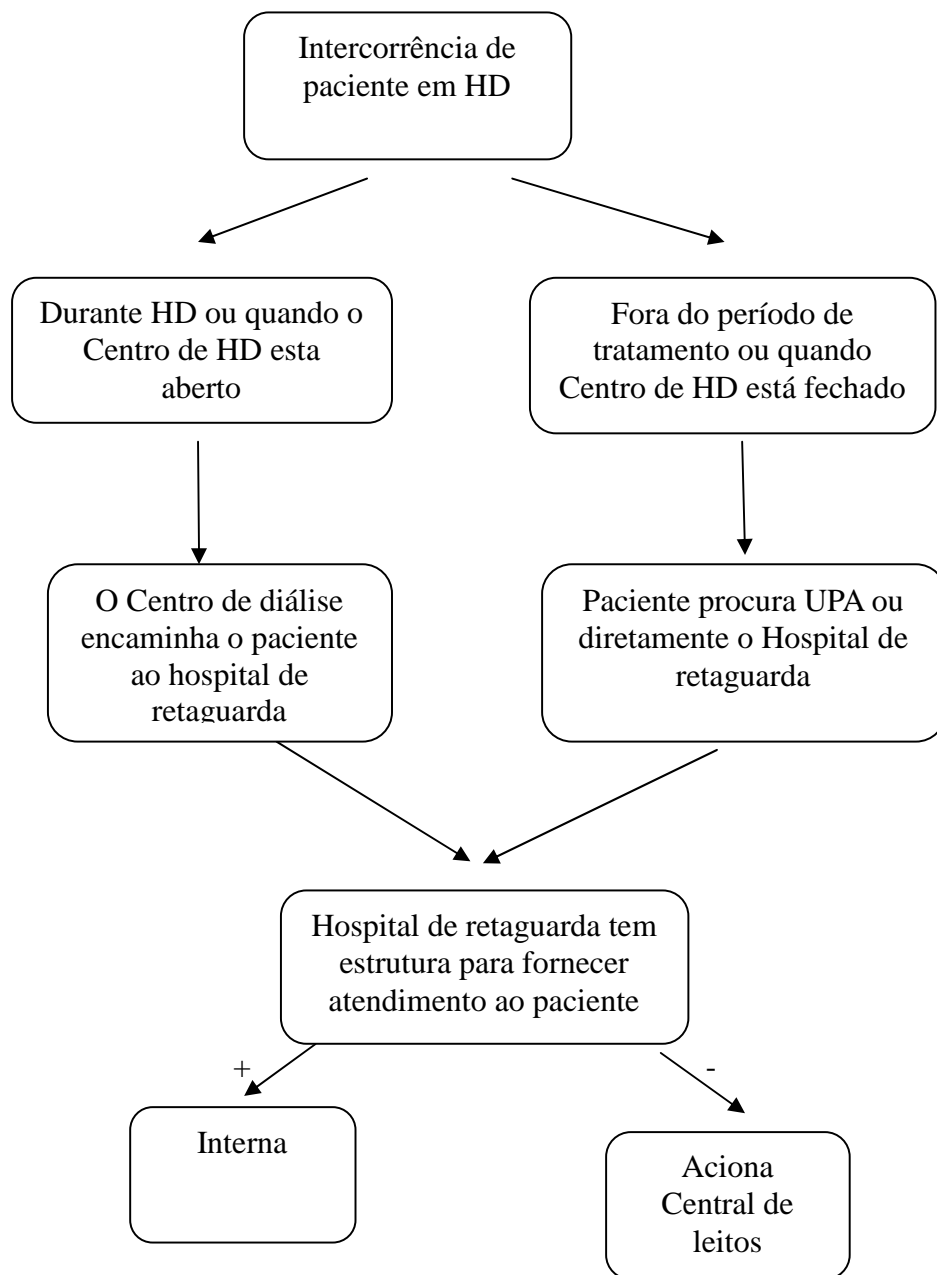 Intercorrência de
paciente em HD
Durante HD ou quando o
Centro de HD esta
aberto
Fora do período de
tratamento ou quando
Centro de HD está fechado
O Centro de diálise
encaminha o paciente
ao hospital de
retaguarda
Paciente procura UPA ou
diretamente o Hospital de
retaguarda
Hospital de retaguarda tem
estrutura para fornecer
atendimento ao paciente
+
-
Interna
Aciona
Central de
leitos